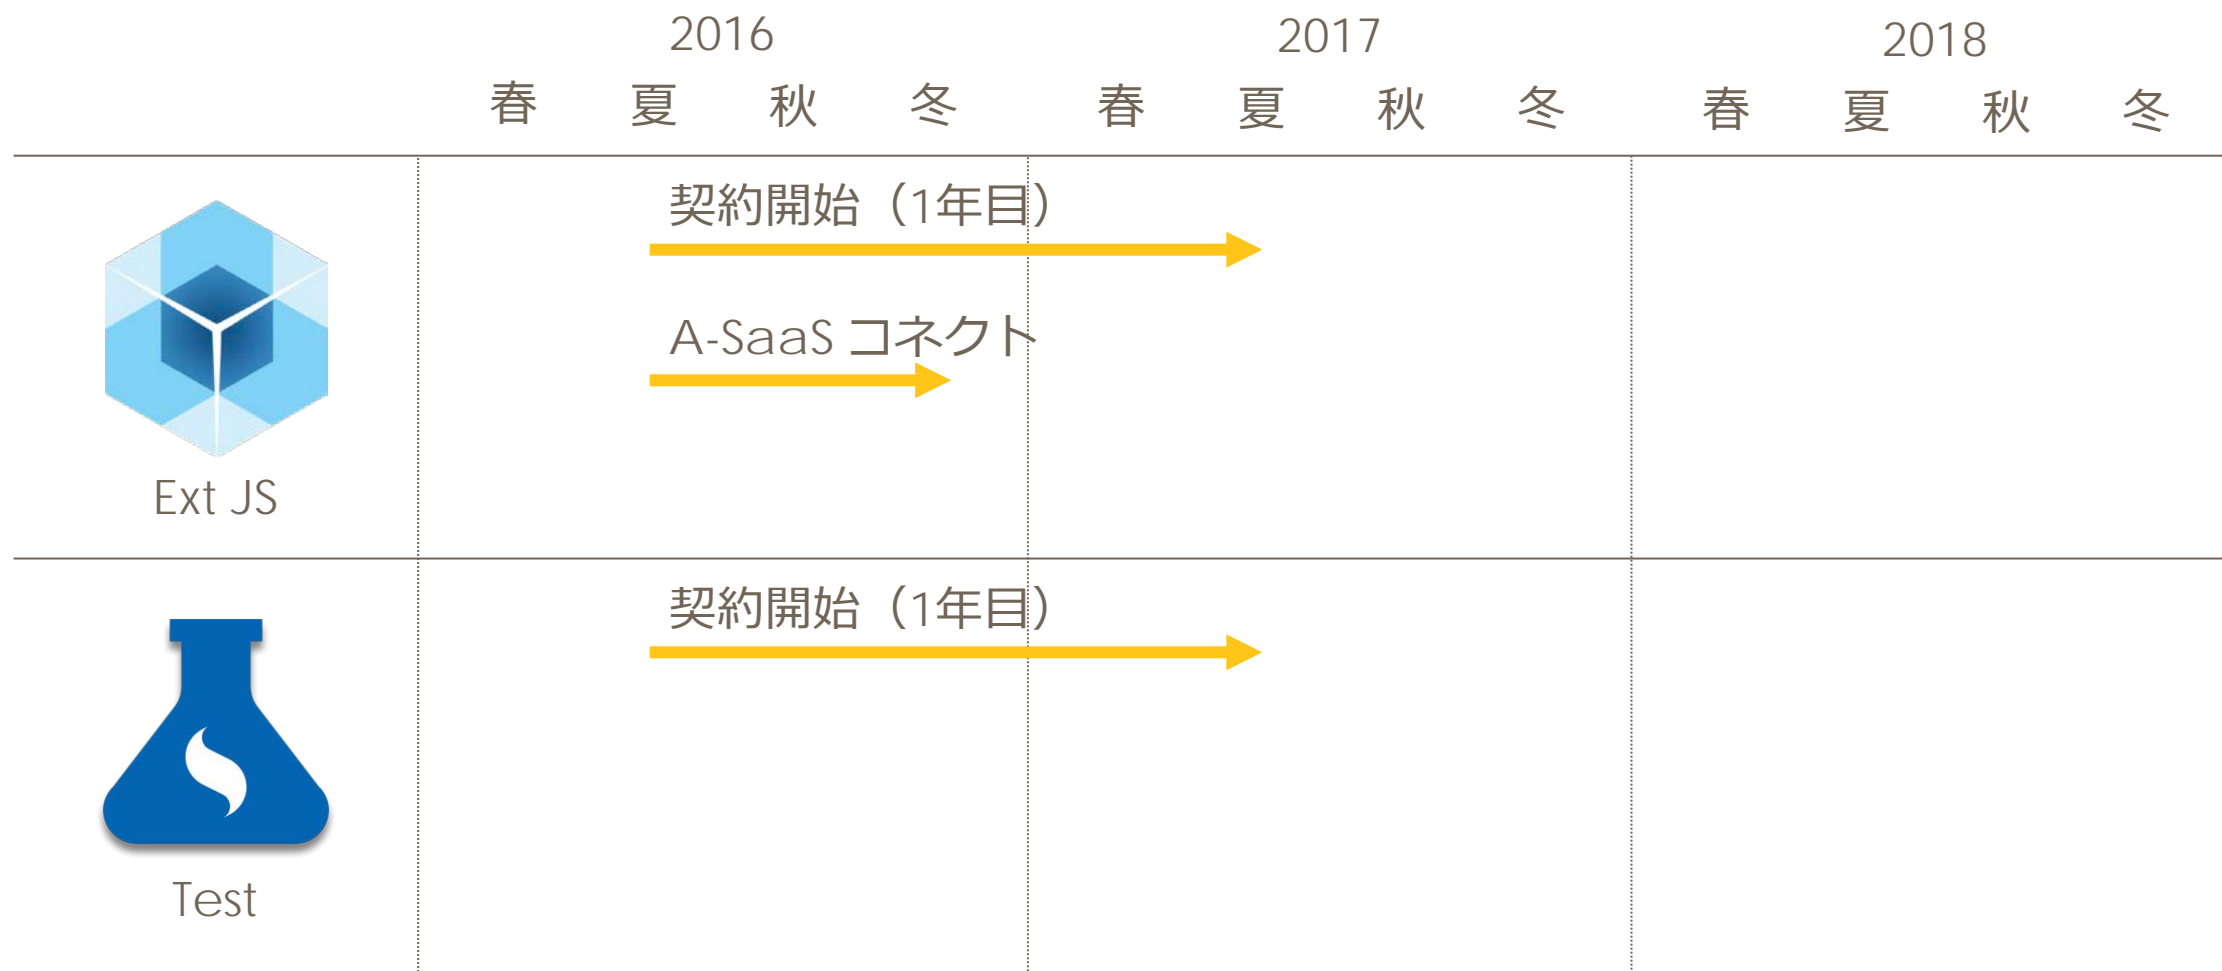 2016 2017 2018
春 夏 秋 冬 春 夏 秋 冬 春 夏 秋 冬
契約開始（1年目）
A-SaaS コネクト
Ext JS
契約開始（1年目）
Test